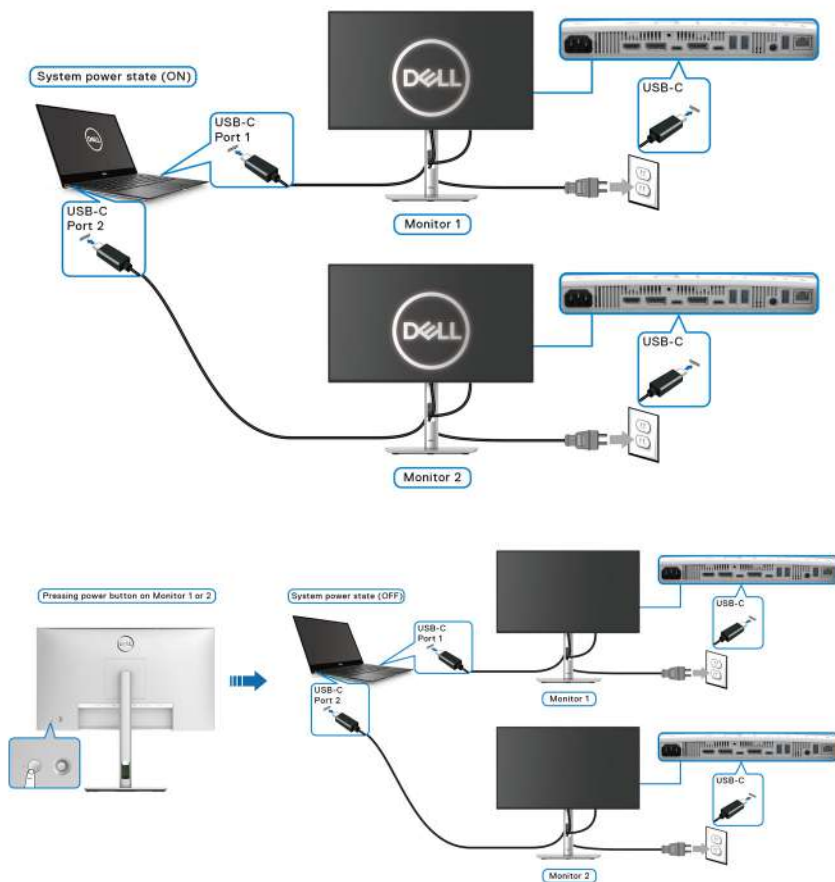 System power state (ON)
DELL
USB-C
Port 1
DELL
USB-C
USB-C
Port 2
Monitor 1
DELL
USB-C
Monitor 2
Pressing power button on Monitor 1 or 2
System power state (OFF)
DELL
USB-C
Port 1
USB-C
USB-C
Port 2
Monitor 1
USB-C
Monitor 2